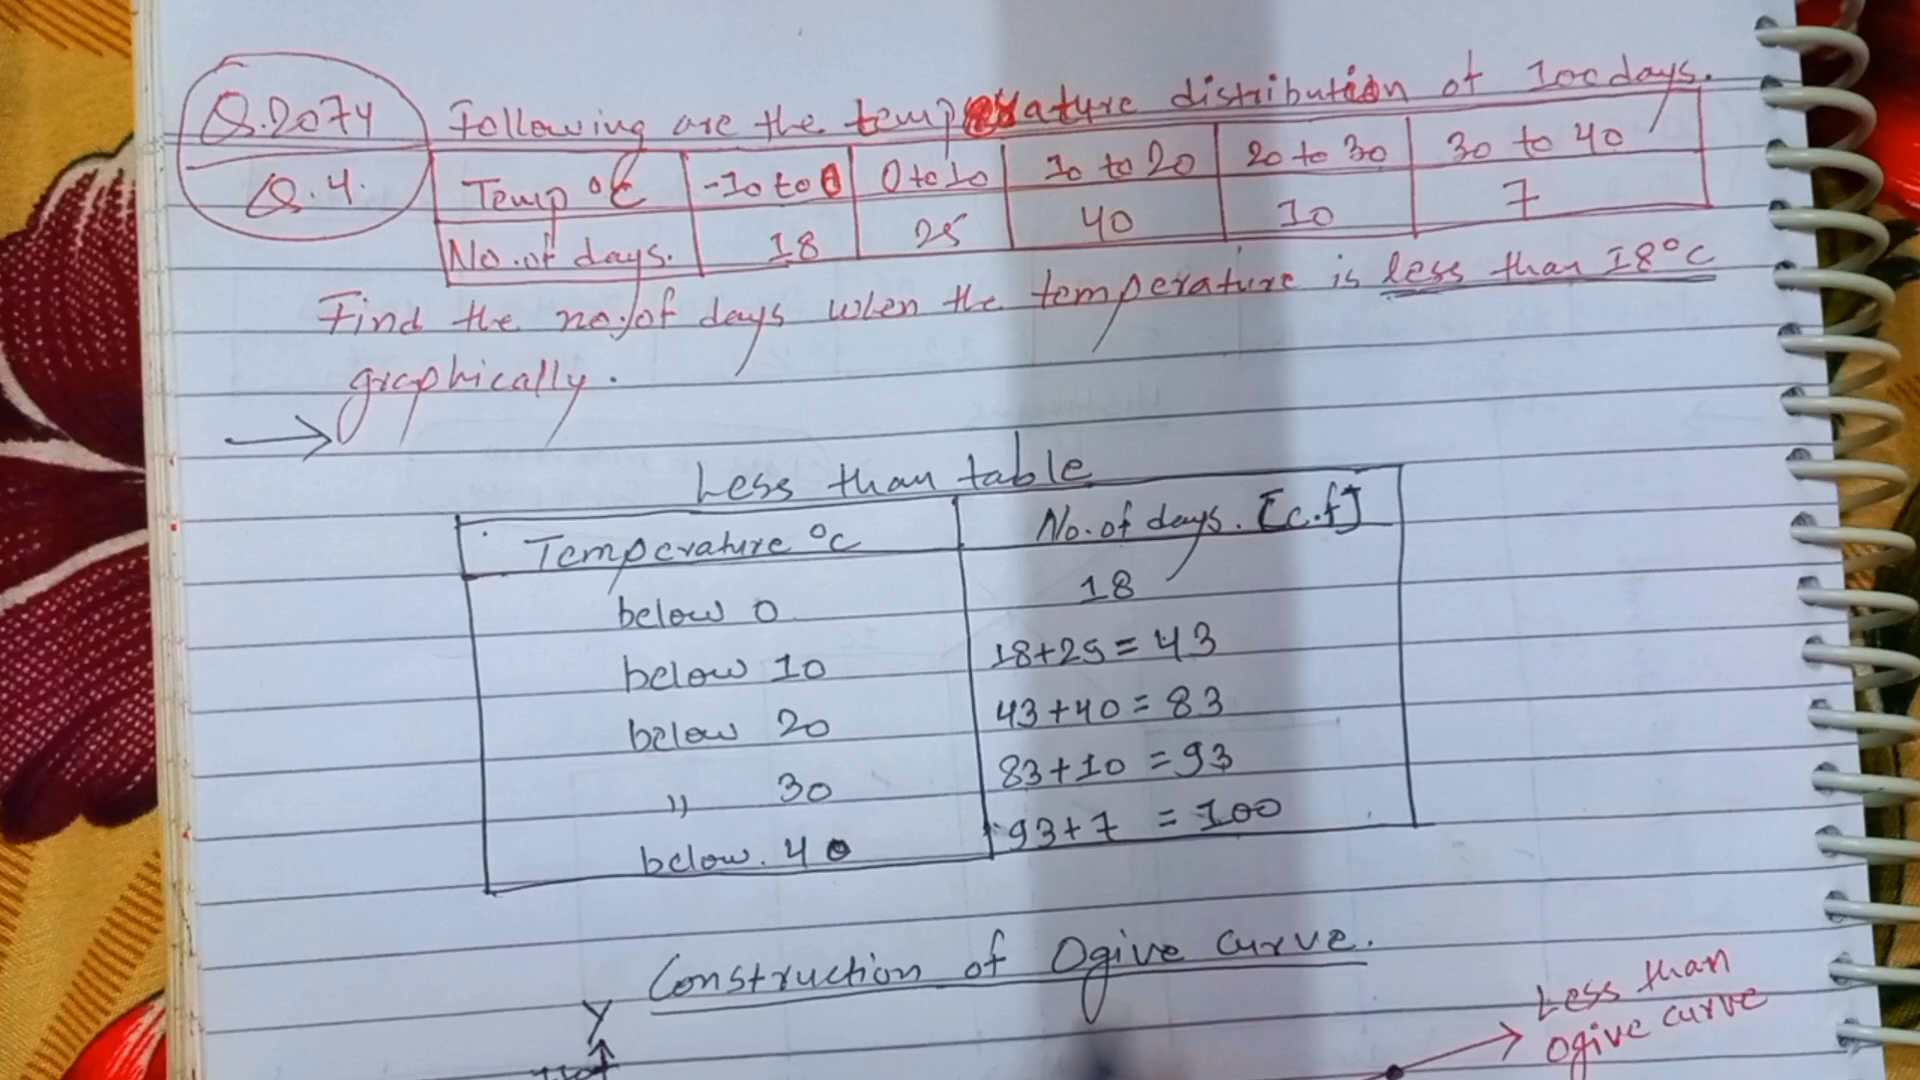 Q.2074
Q.4.
Following are the temperature distribution of 100 days.
Temp °C -10 to 0 0 to 10 10 to 20 20 to 30 30 to 40
No. of days. 18 25 40 10 7
Find the no. of days when the temperature is less than 18°C
graphically.
Less than table
Temperature °C No. of days. [c.f]
below 0 18
below 10 18+25 = 43
below 20 43+40 = 83
" 30 83+10 = 93
below. 40 93+7 = 100
Construction of Ogive curve.
Y
Less than
ogive curve